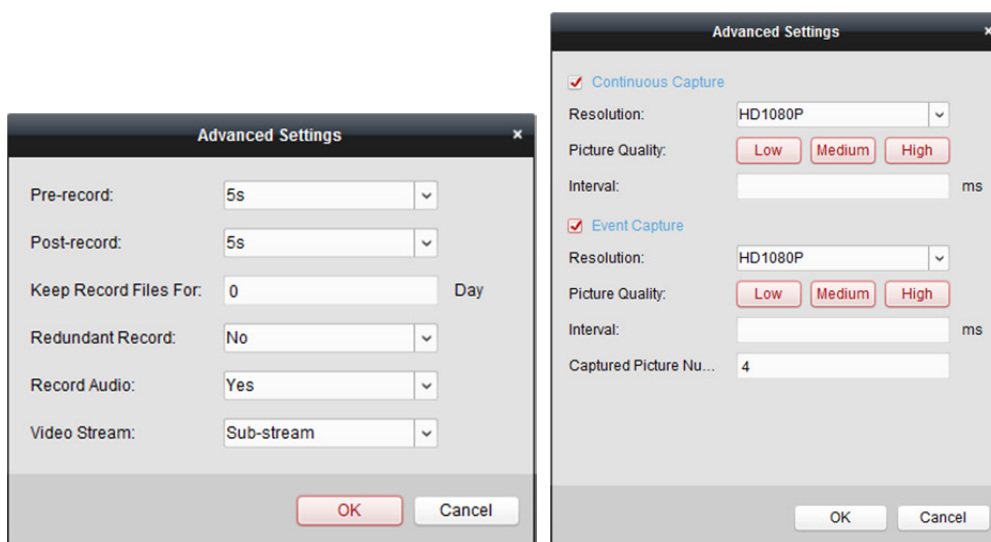 Advanced Settings
Pre-record: 5s
Post-record: 5s
Keep Record Files For: 0 Day
Redundant Record: No
Record Audio: Yes
Video Stream: Sub-stream
OK Cancel
Advanced Settings
Continuous Capture
Resolution: HD1080P
Picture Quality: Low Medium High
Interval: ms
Event Capture
Resolution: HD1080P
Picture Quality: Low Medium High
Interval: ms
Captured Picture Nu... 4
OK Cancel